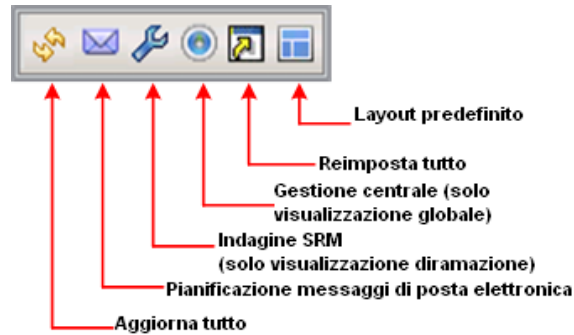 Layout predefinito
Reimposta tutto
Gestione centrale (solo
visualizzazione globale)
Indagine SRM
(solo visualizzazione diramazione)
Pianificazione messaggi di posta elettronica
Aggiorna tutto